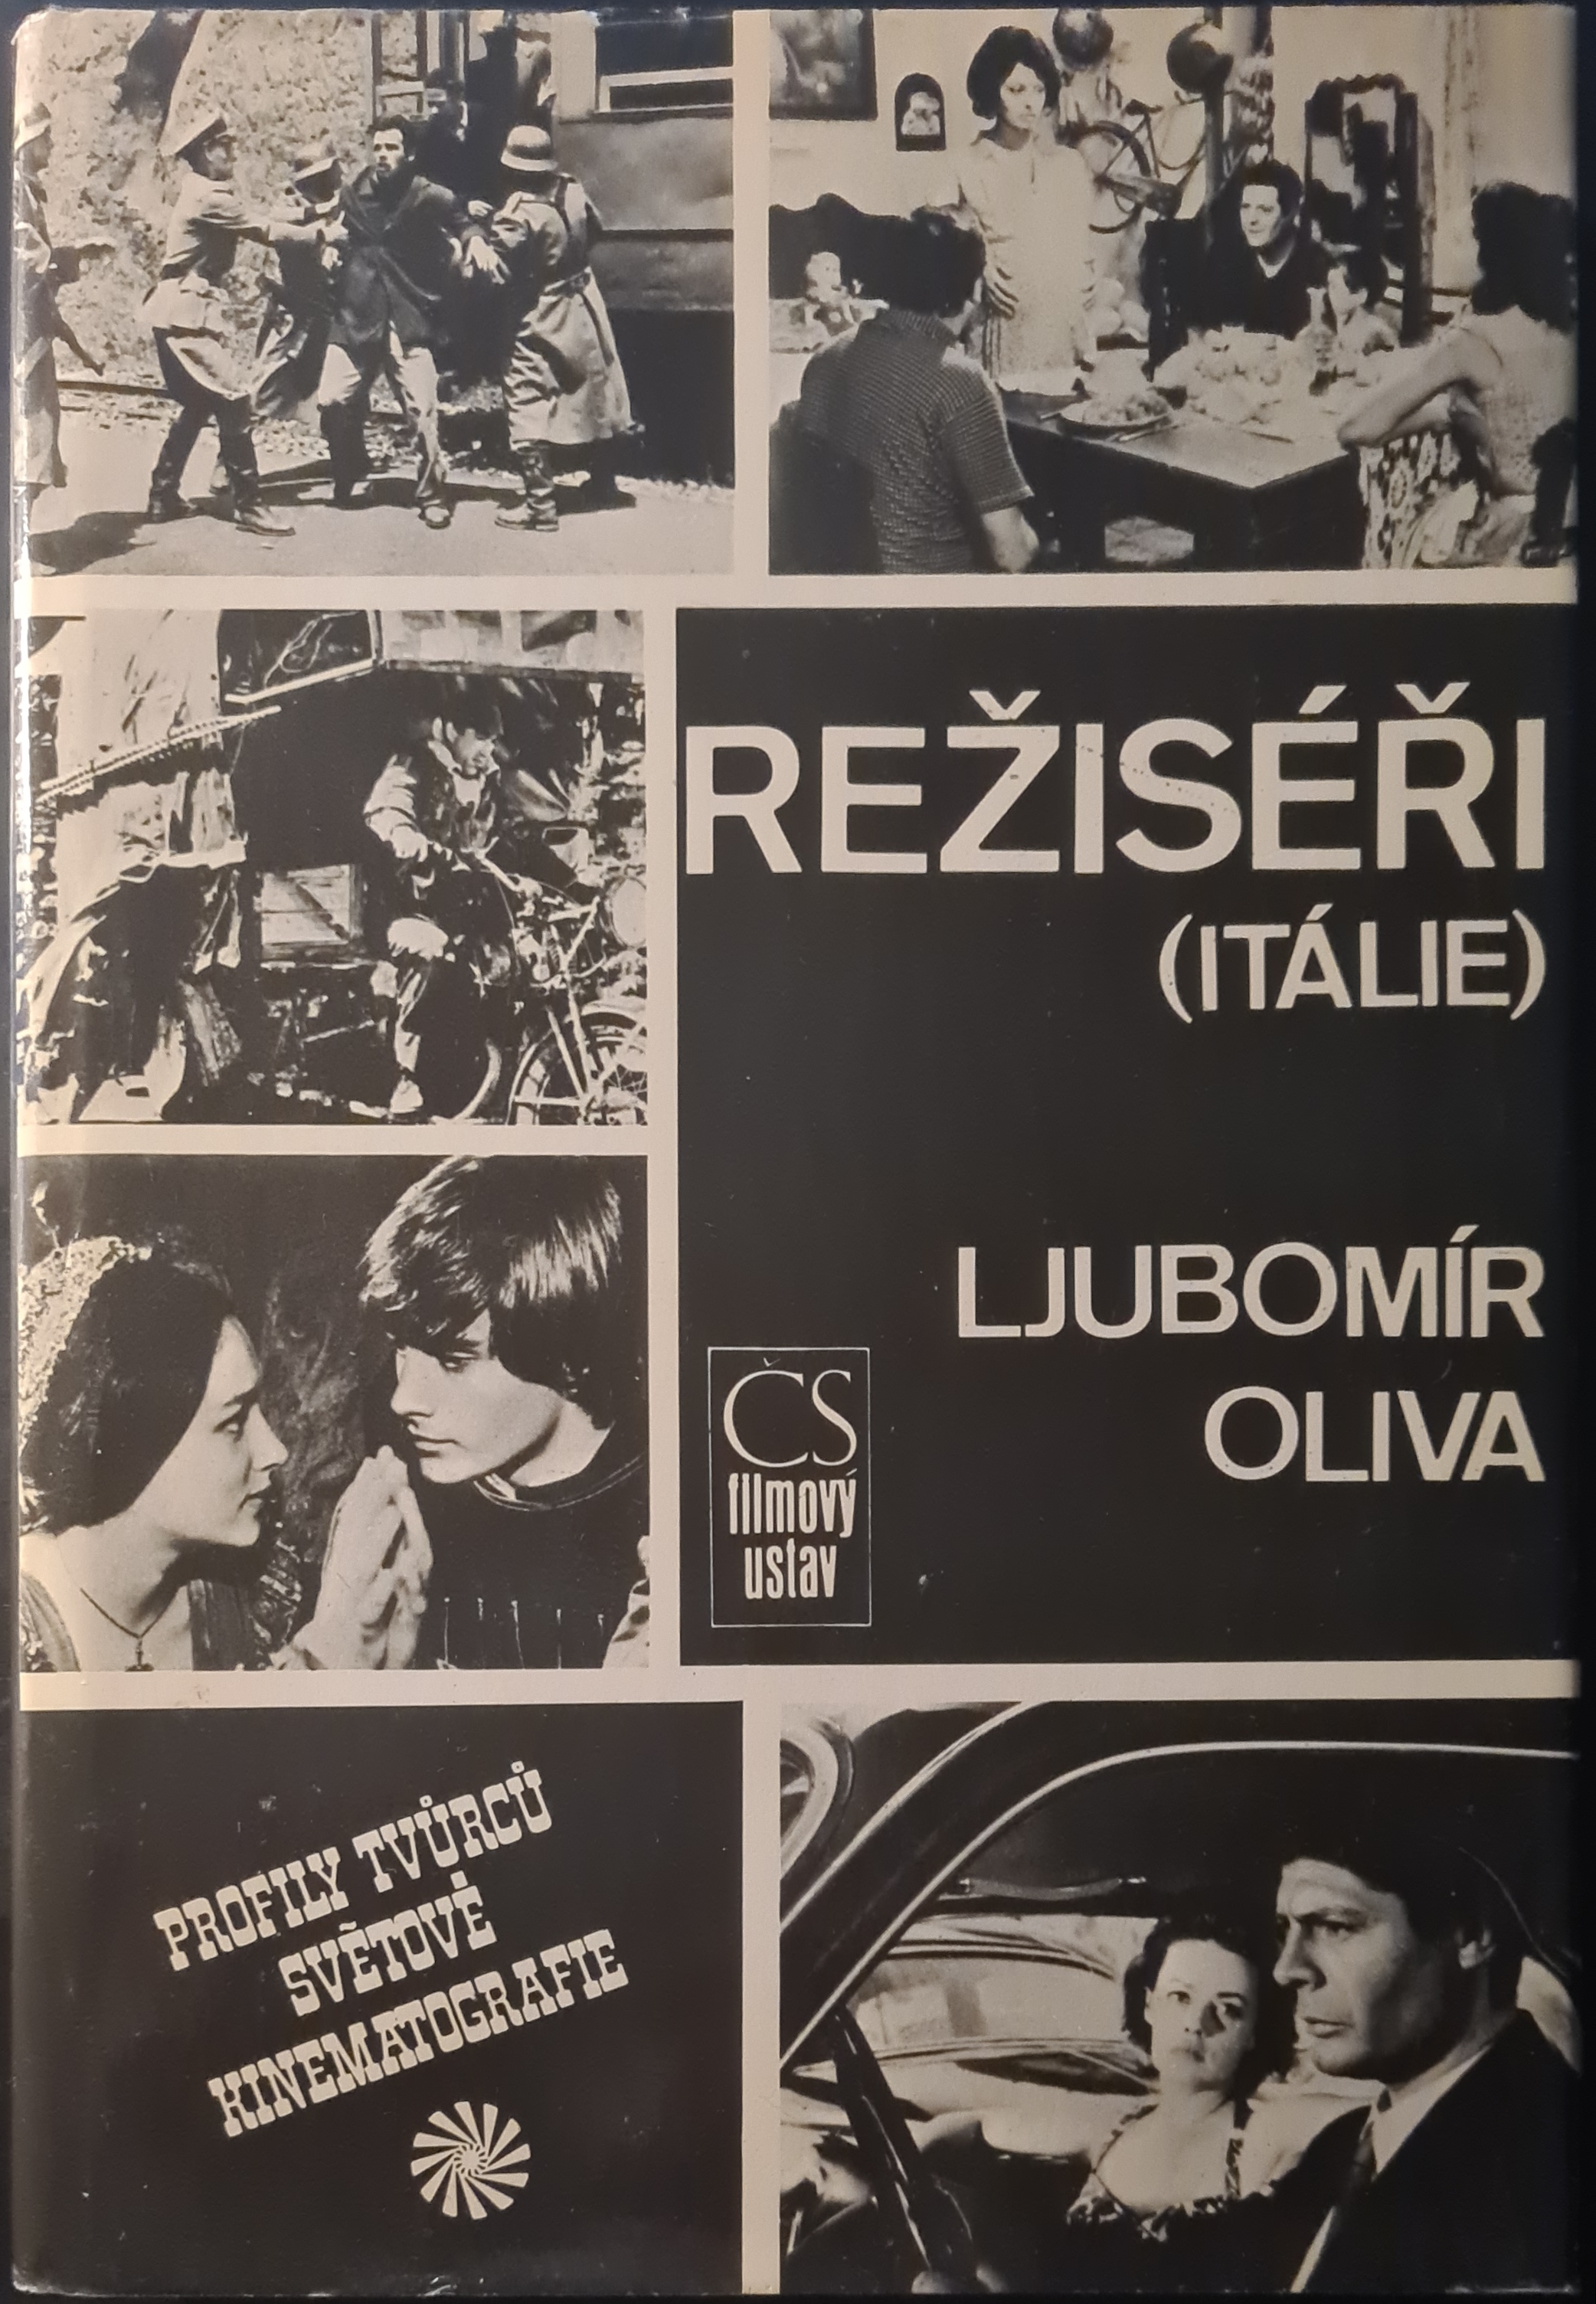 REŽISÉŘI
(ITÁLIE)
LJUBOMÍR
OLIVA
ČS
filmový
ustav
PROFILY TVŮRCŮ
SVĚTOVÉ
KINEMATOGRAFIE